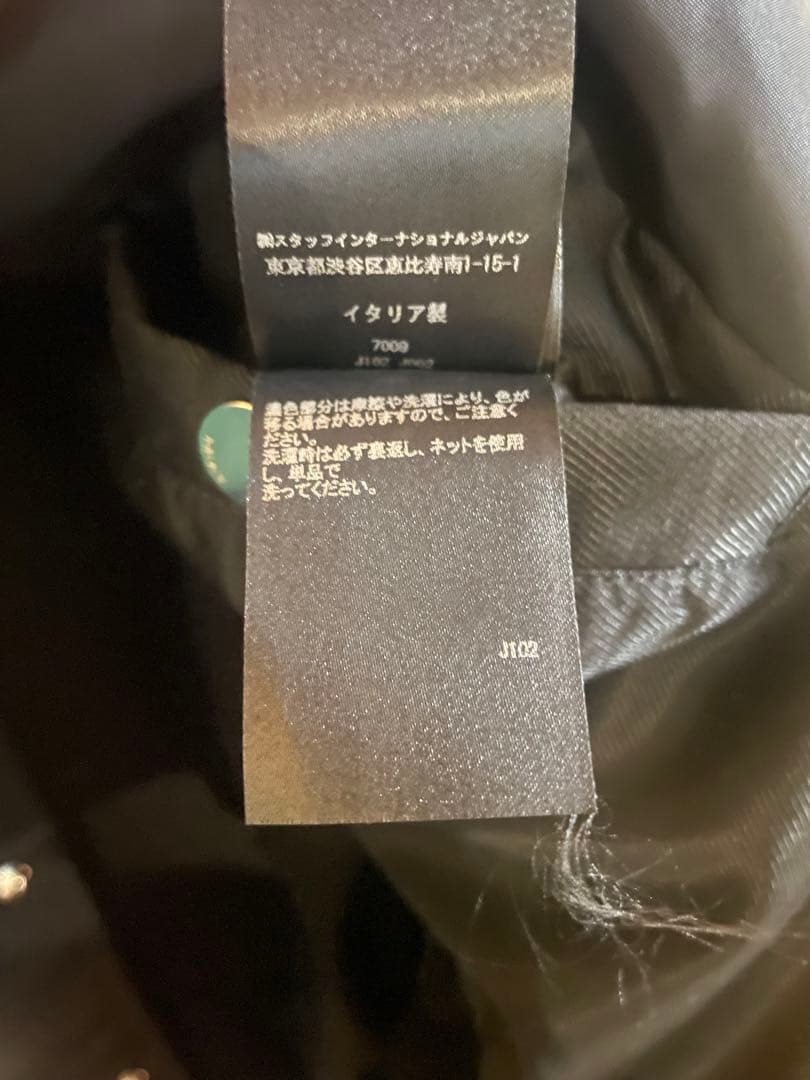 ㈱スタッフインターナショナルジャパン
東京都渋谷区恵比寿南1-15-1
イタリア製
7009
J102 J002
濃色部分は摩擦や洗濯により、色が
移る場合がありますので、ご注意く
ださい。
洗濯時は必ず裏返し、ネットを使用
し、単品で
洗ってください。
J102